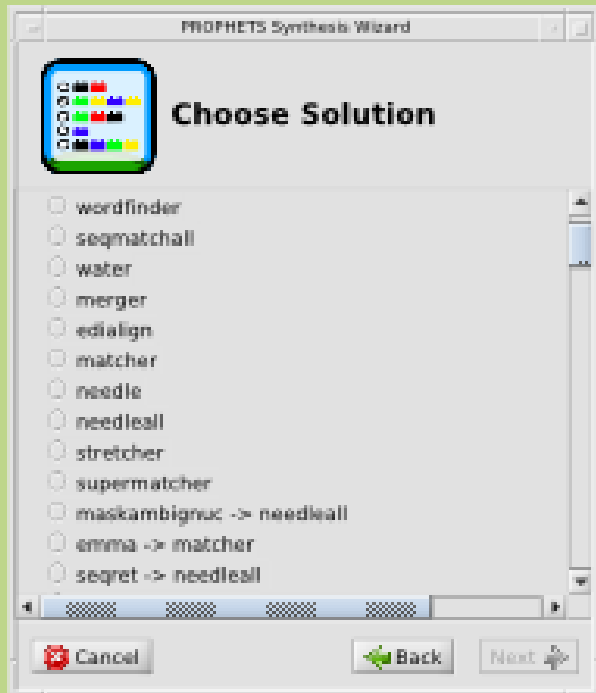 PROPHETS Synthesis Wizard
Choose Solution
wordfinder
seqmatchall
water
merger
edialign
matcher
needle
needleall
stretcher
supermatcher
maskambignuc -> needleall
emma -> matcher
seqret -> needleall
Cancel
Back
Next